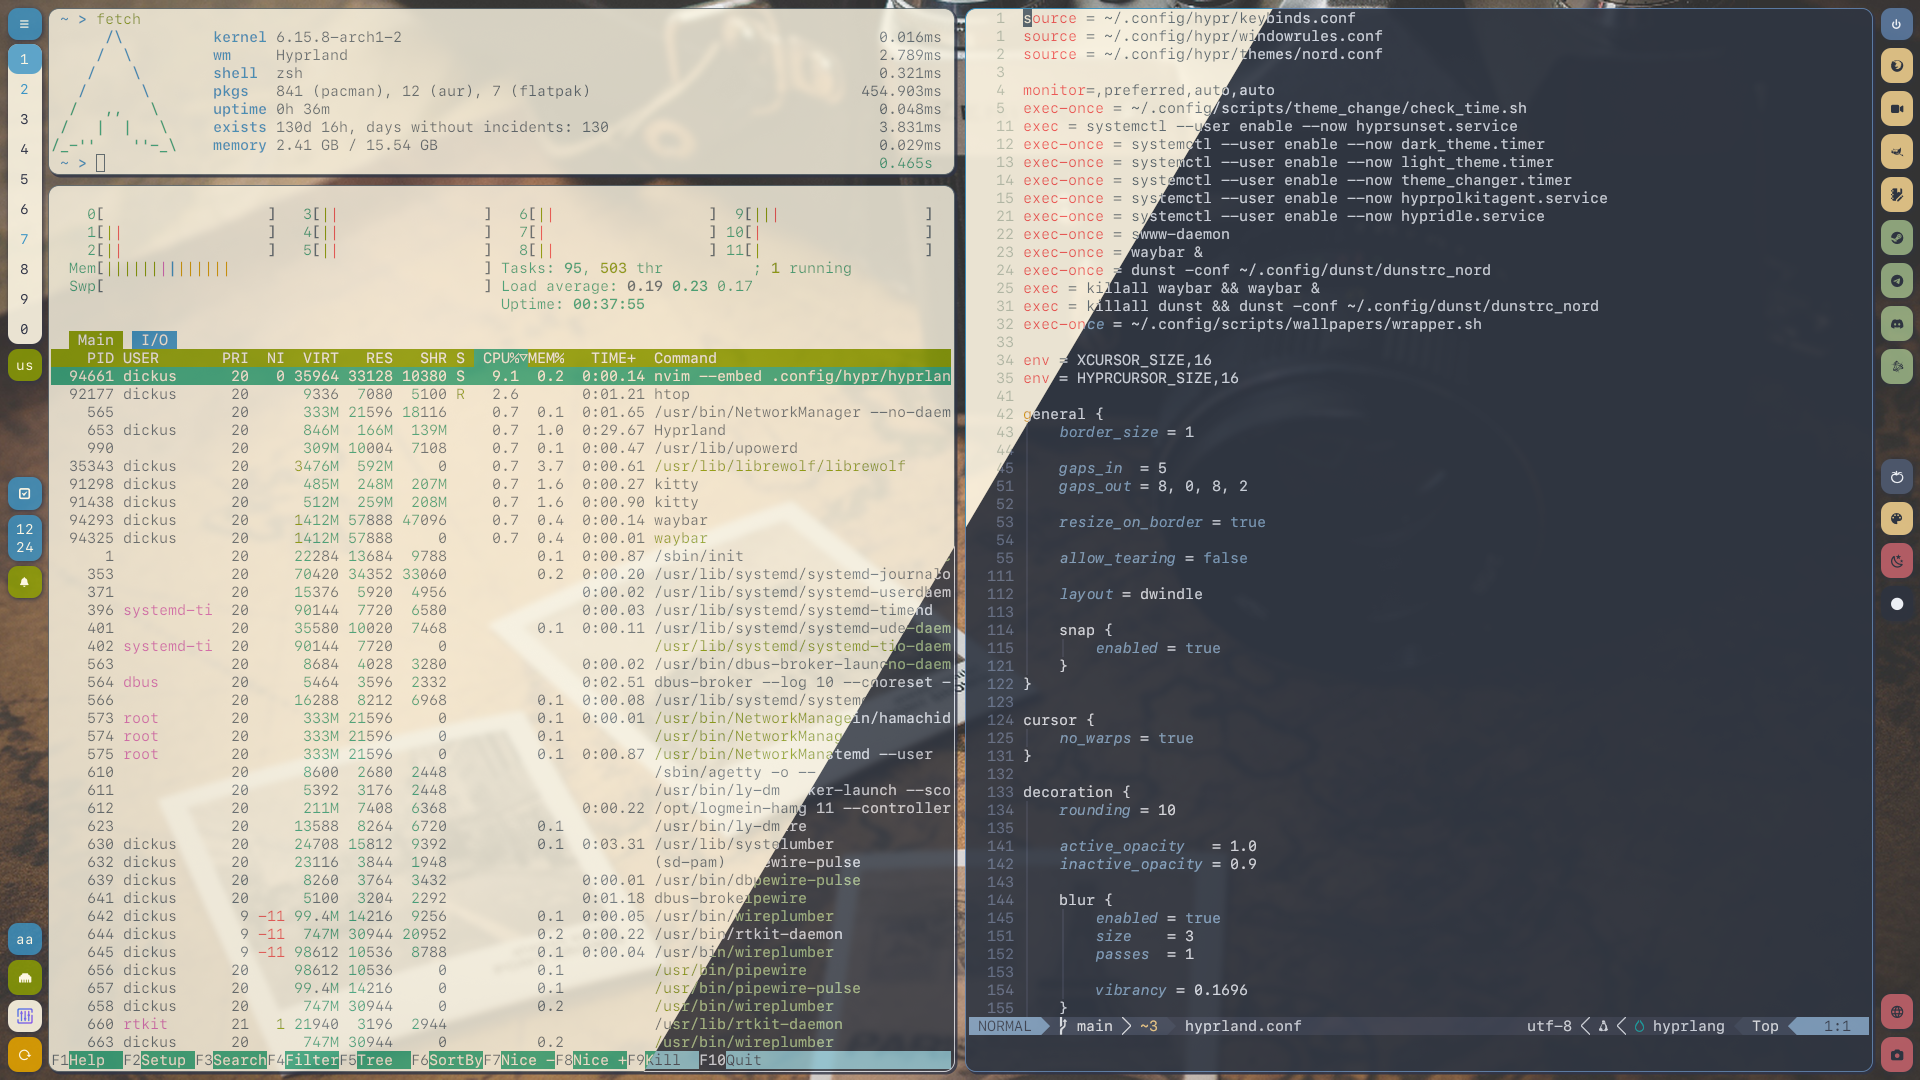 ~ > fetch
kernel 6.15.8-arch1-2 0.016ms
wm Hyprland 2.789ms
shell zsh 0.321ms
pkgs 841 (pacman), 12 (aur), 7 (flatpak) 454.903ms
uptime 0h 36m 0.048ms
exists 130d 16h, days without incidents: 130 3.831ms
memory 2.41 GB / 15.54 GB 0.029ms
~ > 0.465s
1
2
3
4
5
6
7
8
9
0
us
12
24
aa
0[ ] 3[|| ] 6[|| ] 9[||| ]
1[|| ] 4[|| ] 7[| ] 10[| ]
2[|| ] 5[|| ] 8[|| ] 11[| ]
Mem[|||||||||||||| ] Tasks: 95, 503 thr ; 1 running
Swp[ ] Load average: 0.19 0.23 0.17
Uptime: 00:37:55
Main I/O
PID USER PRI NI VIRT RES SHR S CPU%▽MEM% TIME+ Command
94661 dickus 20 0 35964 33128 10380 S 9.1 0.2 0:00.14 nvim --embed .config/hypr/hyprlan
92177 dickus 20 9336 7080 5100 R 2.6 0:01.21 htop
565 20 333M 21596 18116 0.7 0.1 0:01.65 /usr/bin/NetworkManager --no-daem
653 dickus 20 846M 166M 139M 0.7 1.0 0:29.67 Hyprland
990 20 309M 10004 7108 0.7 0.1 0:00.47 /usr/lib/upowerd
35343 dickus 20 3476M 592M 0 0.7 3.7 0:00.61 /usr/lib/librewolf/librewolf
91298 dickus 20 485M 248M 207M 0.7 1.6 0:00.27 kitty
91438 dickus 20 512M 259M 208M 0.7 1.6 0:00.90 kitty
94293 dickus 20 1412M 57888 47096 0.7 0.4 0:00.14 waybar
94325 dickus 20 1412M 57888 0 0.7 0.4 0:00.01 waybar
1 20 22284 13684 9788 0.1 0:00.87 /sbin/init
353 20 70420 34352 33060 0.2 0:00.20 /usr/lib/systemd/systemd-journalo
371 20 15376 5920 4956 0:00.02 /usr/lib/systemd/systemd-userdaem
396 systemd-ti 20 90144 7720 6580 0:00.03 /usr/lib/systemd/systemd-timend
401 20 35580 10020 7468 0.1 0:00.11 /usr/lib/systemd/systemd-ude-daem
402 systemd-ti 20 90144 7720 0 /usr/lib/systemd/systemd-tio-daem
563 20 8684 4028 3280 0:00.02 /usr/bin/dbus-broker-launcno-daem
564 dbus 20 5464 3596 2332 0:02.51 dbus-broker --log 10 --choreset -
566 20 16288 8212 6968 0.1 0:00.08 /usr/lib/systemd/systemd
573 root 20 333M 21596 0 0.1 0:00.01 /usr/bin/NetworkManagein/hamachid
574 root 20 333M 21596 0 0.1 /usr/bin/NetworkManag
575 root 20 333M 21596 0 0.1 0:00.87 /usr/bin/NetworkManatemd --user
610 20 8600 2680 2448 /sbin/agetty -o --
611 20 5392 3176 2448 /usr/bin/ly-dm ker-launch --sco
612 20 211M 7408 6368 0:00.22 /opt/logmein-hamg 11 --controller
623 20 13588 8264 6720 0.1 /usr/bin/ly-dmire
630 dickus 20 24708 15812 9392 0.1 0:03.31 /usr/lib/systelumber
632 dickus 20 23116 3844 1948 (sd-pam) ewire-pulse
639 dickus 20 8260 3764 3432 0:00.01 /usr/bin/dbpewire-pulse
641 dickus 20 5100 3204 2292 0:01.18 dbus-brokeipewire
642 dickus 9 -11 99.4M 14216 9256 0.1 0:00.05 /usr/bin/wireplumber
644 dickus 9 -11 747M 30944 20952 0.2 0:00.22 /usr/bin/rtkit-daemon
645 dickus 9 -11 98612 10536 8788 0.1 0:00.04 /usr/bin/wireplumber
656 dickus 20 98612 10536 0 0.1 /usr/bin/pipewire
657 dickus 20 99.4M 14216 0 0.1 /usr/bin/pipewire-pulse
658 dickus 20 747M 30944 0 0.2 /usr/bin/wireplumber
660 rtkit 21 1 21940 3196 2944 /usr/lib/rtkit-daemon
663 dickus 20 747M 30944 0 0.2 /usr/bin/wireplumber
F1Help F2Setup F3SearchF4FilterF5Tree F6SortByF7Nice -F8Nice +F9Kill F10Quit
1 source = ~/.config/hypr/keybinds.conf
1 source = ~/.config/hypr/windowrules.conf
2 source = ~/.config/hypr/themes/nord.conf
3
4 monitor=,preferred,auto,auto
5 exec-once = ~/.config/scripts/theme_change/check_time.sh
11 exec = systemctl --user enable --now hyprsunset.service
12 exec-once = systemctl --user enable --now dark_theme.timer
13 exec-once = systemctl --user enable --now light_theme.timer
14 exec-once = systemctl --user enable --now theme_changer.timer
15 exec-once = systemctl --user enable --now hyprpolkitagent.service
21 exec-once = systemctl --user enable --now hypridle.service
22 exec-once = swww-daemon
23 exec-once = waybar &
24 exec-once = dunst -conf ~/.config/dunst/dunstrc_nord
25 exec = killall waybar && waybar &
31 exec = killall dunst && dunst -conf ~/.config/dunst/dunstrc_nord
32 exec-once = ~/.config/scripts/wallpapers/wrapper.sh
33
34 env = XCURSOR_SIZE,16
35 env = HYPRCURSOR_SIZE,16
41
42 general {
43 border_size = 1
44
45 gaps_in = 5
51 gaps_out = 8, 0, 8, 2
52
53 resize_on_border = true
54
55 allow_tearing = false
111
112 layout = dwindle
113
114 snap {
115 enabled = true
121 }
122 }
123
124 cursor {
125 no_warps = true
131 }
132
133 decoration {
134 rounding = 10
135
141 active_opacity = 1.0
142 inactive_opacity = 0.9
143
144 blur {
145 enabled = true
151 size = 3
152 passes = 1
153
154 vibrancy = 0.1696
155 }
NORMAL main ~3 hyprland.conf utf-8 hyprlang Top 1:1